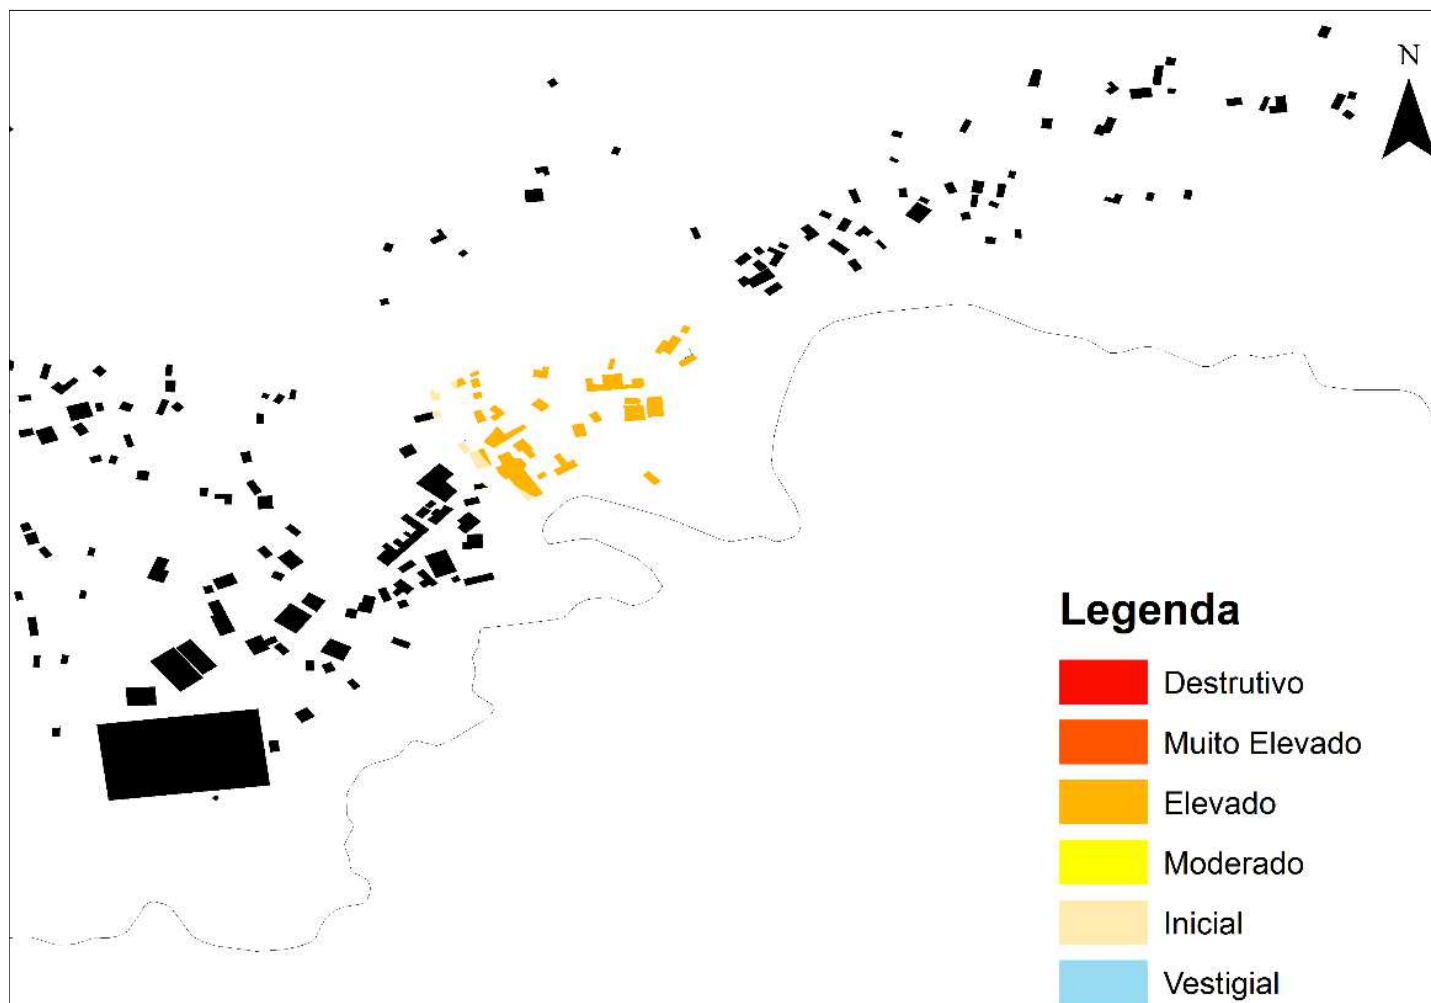 N
Legenda
Destrutivo
Muito Elevado
Elevado
Moderado
Inicial
Vestigial